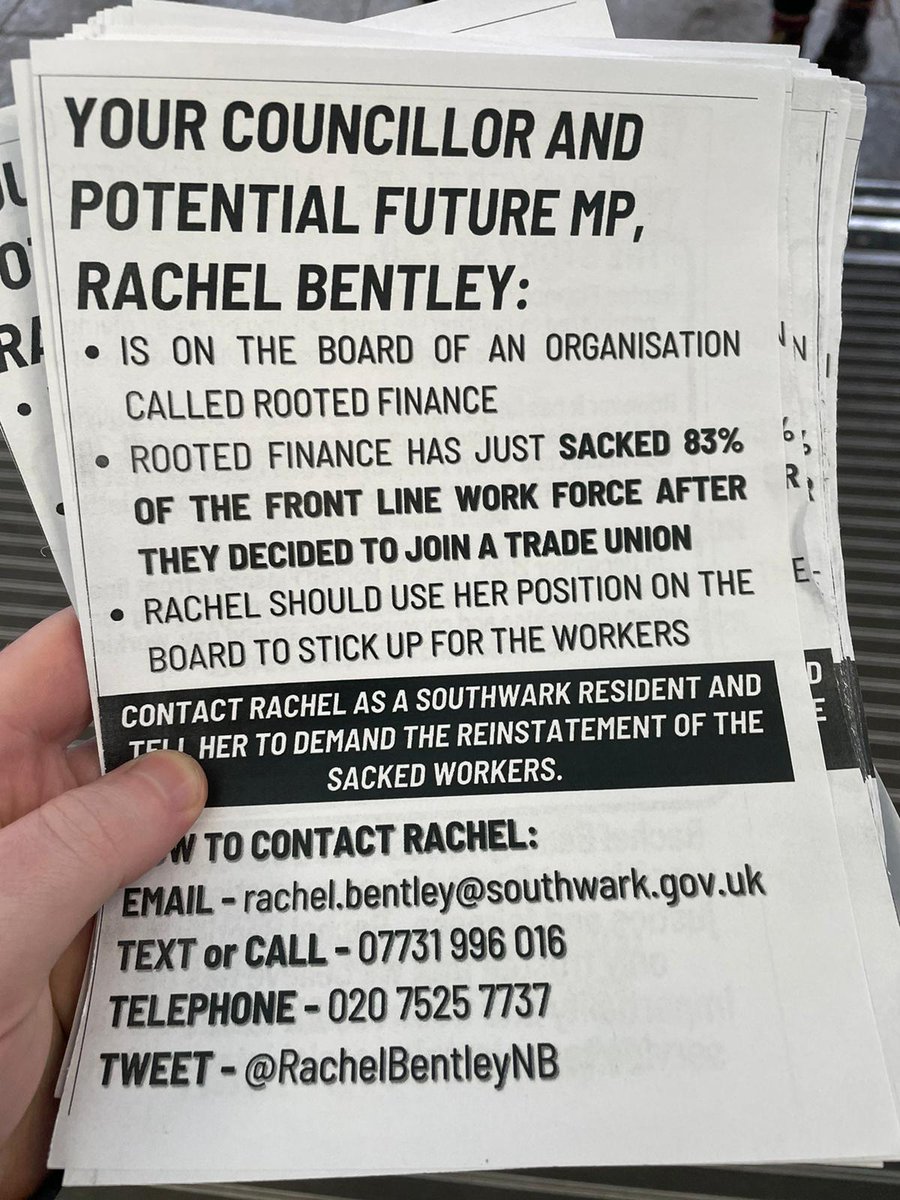 YOUR COUNCILLOR AND
POTENTIAL FUTURE MP,
RACHEL BENTLEY:
• IS ON THE BOARD OF AN ORGANISATION
CALLED ROOTED FINANCE
• ROOTED FINANCE HAS JUST SACKED 83%
OF THE FRONT LINE WORK FORCE AFTER
THEY DECIDED TO JOIN A TRADE UNION
• RACHEL SHOULD USE HER POSITION ON THE
BOARD TO STICK UP FOR THE WORKERS
CONTACT RACHEL AS A SOUTHWARK RESIDENT AND
TELL HER TO DEMAND THE REINSTATEMENT OF THE
SACKED WORKERS.
HOW TO CONTACT RACHEL:
EMAIL - rachel.bentley@southwark.gov.uk
TEXT or CALL - 07731 996 016
TELEPHONE - 020 7525 7737
TWEET - @RachelBentleyNB